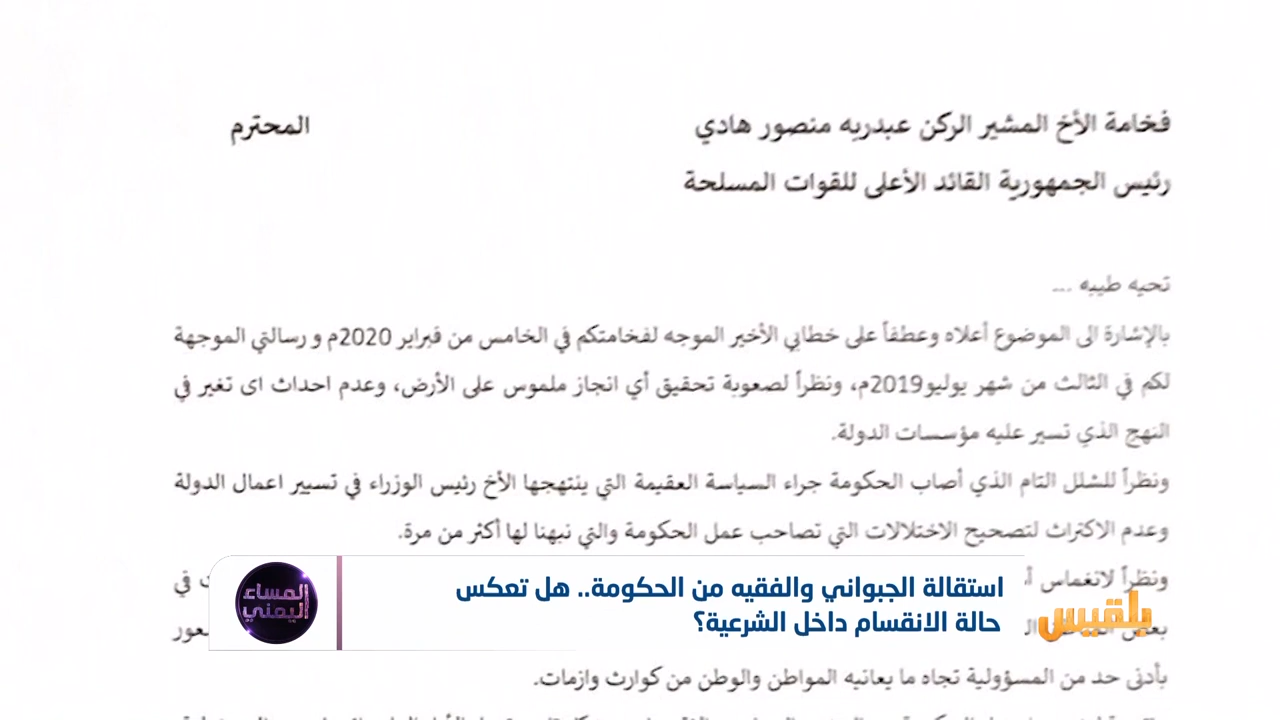 فخامة الأخ المشير الركن عبدربه منصور هادي المحترم
رئيس الجمهورية القائد الأعلى للقوات المسلحة
تحيه طيبه ...
بالإشارة الى الموضوع أعلاه وعطفاً على خطابي الأخير الموجه لفخامتكم في الخامس من فبراير 2020م و رسالتي الموجهة
لكم في الثالث من شهر يوليو2019م، ونظراً لصعوبة تحقيق أي انجاز ملموس على الأرض، وعدم احداث اى تغير في
النهج الذي تسير عليه مؤسسات الدولة.
ونظراً للشلل التام الذي أصاب الحكومة جراء السياسة العقيمة التي ينتهجها الأخ رئيس الوزراء في تسيير اعمال الدولة
وعدم الاكتراث لتصحيح الاختلالات التي تصاحب عمل الحكومة والتي نبهنا لها أكثر من مرة.
ونظراً لانغماس في
استقالة الجبواني والفقيه من الحكومة.. هل تعكس
حالة الانقسام داخل الشرعية؟
المساء
اليمني
بلقيس
بأدنى حد من المسؤولية تجاه ما يعانيه المواطن والوطن من كوارث وازمات.